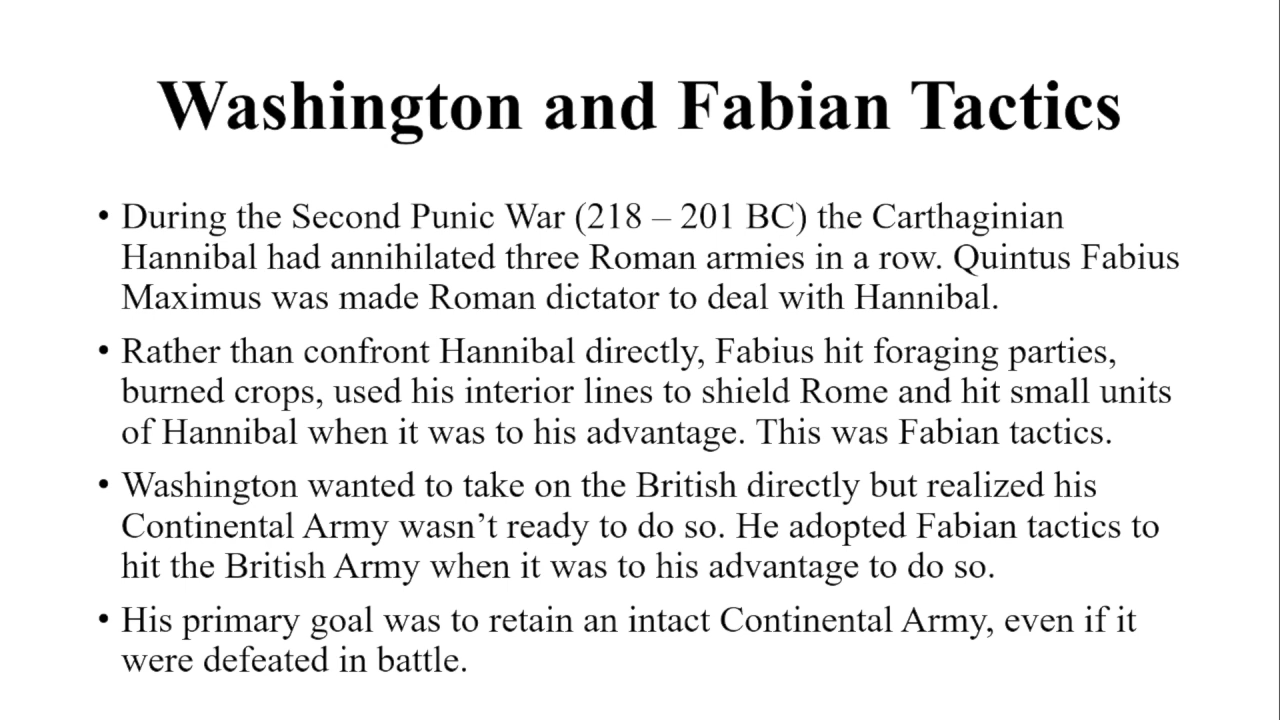 Washington and Fabian Tactics
• During the Second Punic War (218 – 201 BC) the Carthaginian
Hannibal had annihilated three Roman armies in a row. Quintus Fabius
Maximus was made Roman dictator to deal with Hannibal.
• Rather than confront Hannibal directly, Fabius hit foraging parties,
burned crops, used his interior lines to shield Rome and hit small units
of Hannibal when it was to his advantage. This was Fabian tactics.
• Washington wanted to take on the British directly but realized his
Continental Army wasn’t ready to do so. He adopted Fabian tactics to
hit the British Army when it was to his advantage to do so.
• His primary goal was to retain an intact Continental Army, even if it
were defeated in battle.